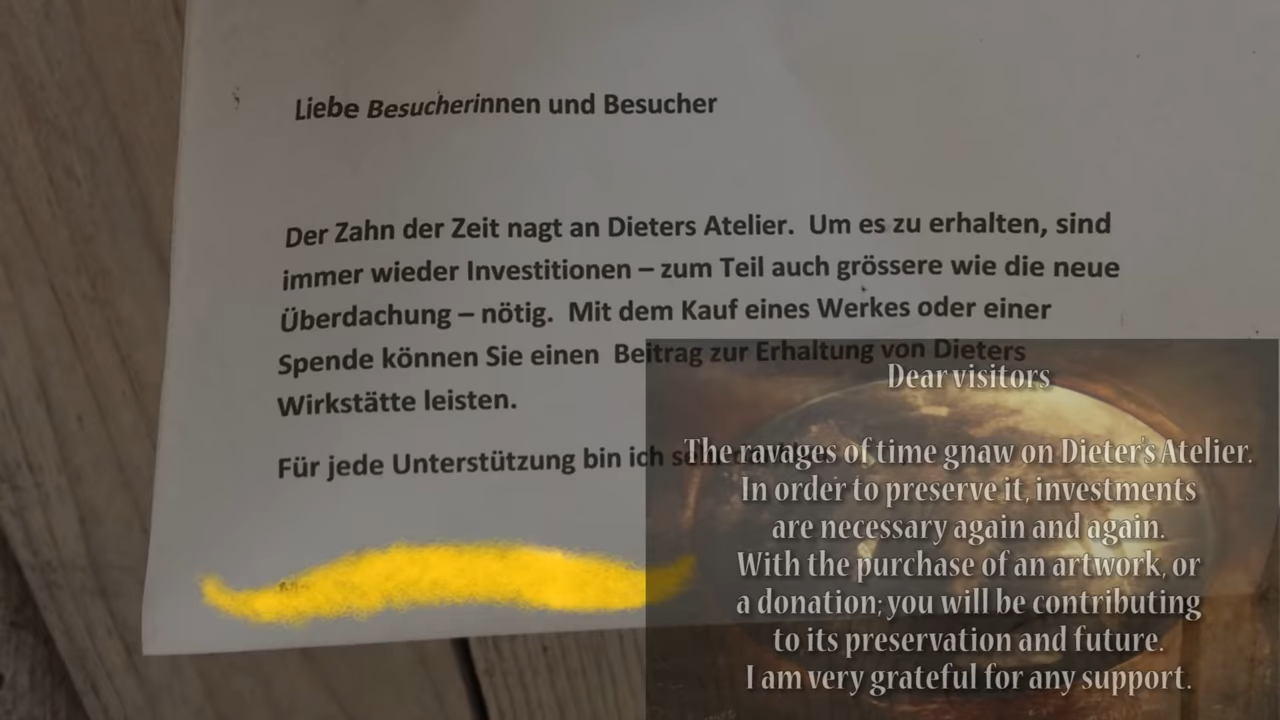 Liebe Besucherinnen und Besucher
Der Zahn der Zeit nagt an Dieters Atelier. Um es zu erhalten, sind
immer wieder Investitionen – zum Teil auch grössere wie die neue
Überdachung – nötig. Mit dem Kauf eines Werkes oder einer
Spende können Sie einen Beitrag zur Erhaltung von Dieters
Wirkstätte leisten.
Für jede Unterstützung bin ich
Dear visitors
The ravages of time gnaw on Dieter's Atelier.
In order to preserve it, investments
are necessary again and again.
With the purchase of an artwork, or
a donation; you will be contributing
to its preservation and future.
I am very grateful for any support.